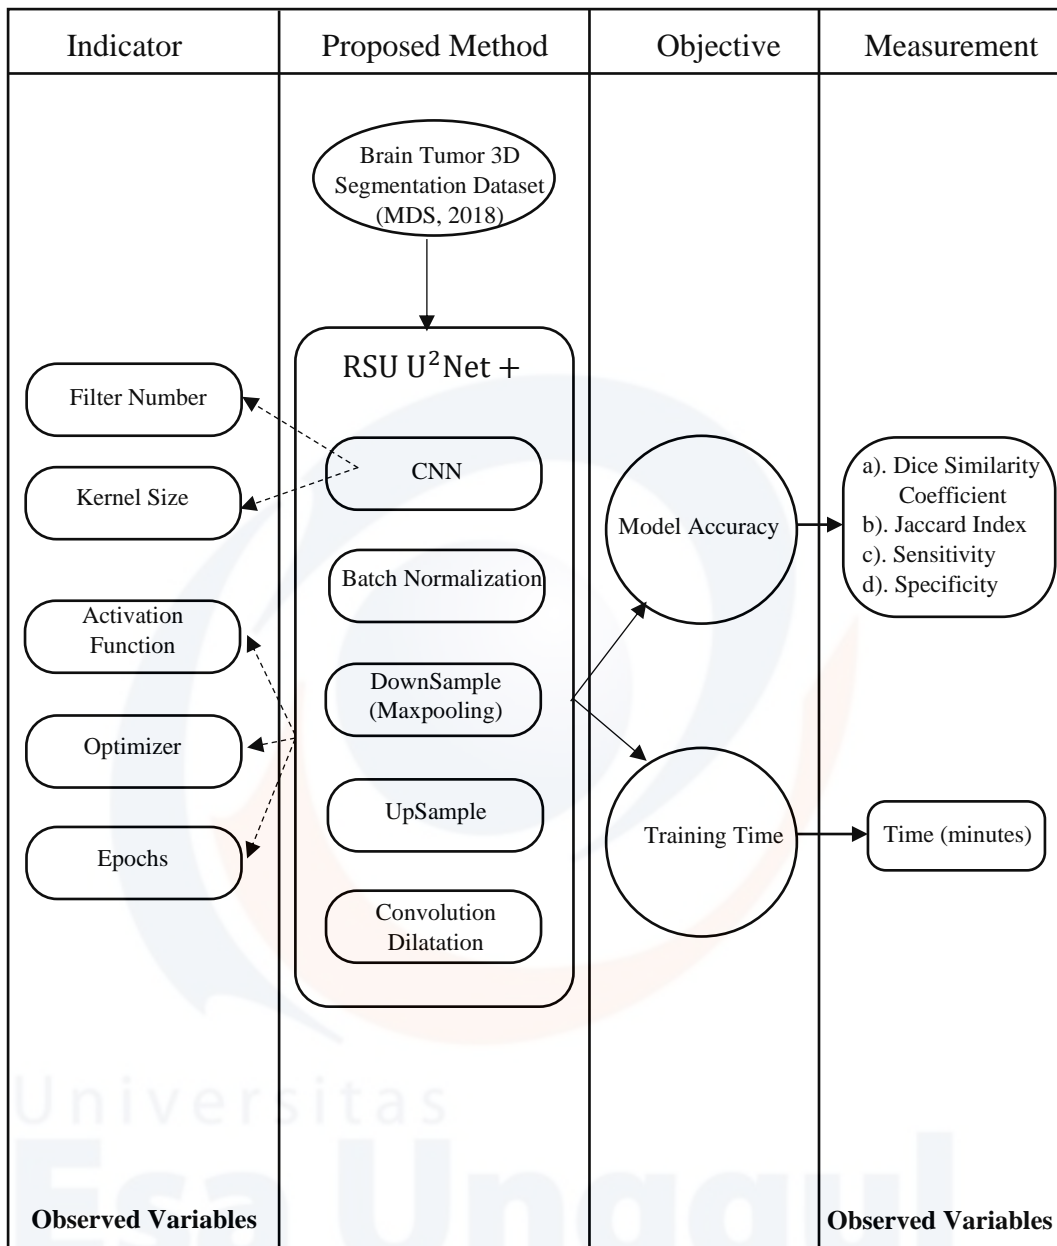 Indicator
Proposed Method
Objective
Measurement
Brain Tumor 3D
Segmentation Dataset
(MDS, 2018)
RSU U²Net +
Filter Number
Kernel Size
Activation
Function
Optimizer
Epochs
CNN
Batch Normalization
DownSample
(Maxpooling)
UpSample
Convolution
Dilatation
Model Accuracy
Training Time
a). Dice Similarity
Coefficient
b). Jaccard Index
c). Sensitivity
d). Specificity
Time (minutes)
Universitas
Esa Unggul
Observed Variables
Observed Variables